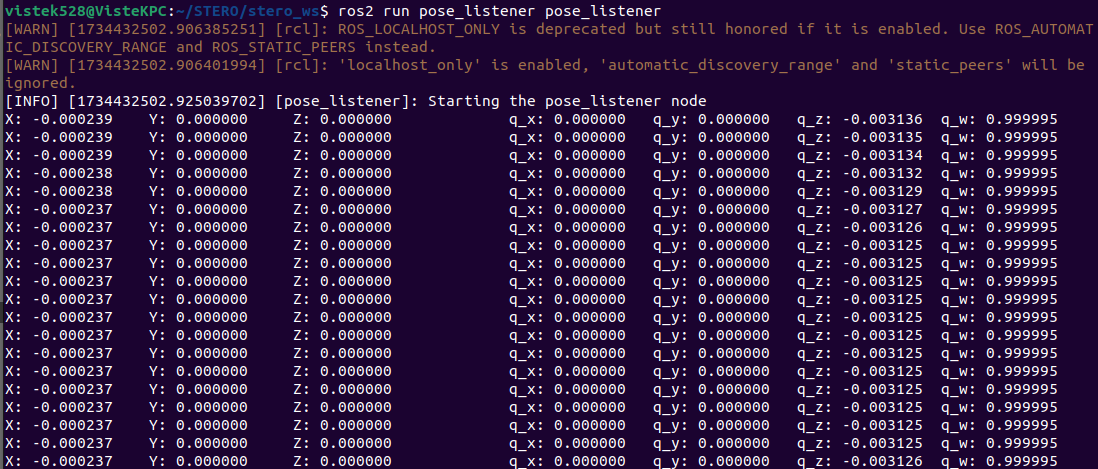 vistek528@VisteKPC:~/STERO/stero_ws$ ros2 run pose_listener pose_listener
[WARN] [1734432502.906385251] [rcl]: ROS_LOCALHOST_ONLY is deprecated but still honored if it is enabled. Use ROS_AUTOMAT
IC_DISCOVERY_RANGE and ROS_STATIC_PEERS instead.
[WARN] [1734432502.906401994] [rcl]: 'localhost_only' is enabled, 'automatic_discovery_range' and 'static_peers' will be
ignored.
[INFO] [1734432502.925039702] [pose_listener]: Starting the pose_listener node
X: -0.000239 Y: 0.000000 Z: 0.000000 q_x: 0.000000 q_y: 0.000000 q_z: -0.003136 q_w: 0.999995
X: -0.000239 Y: 0.000000 Z: 0.000000 q_x: 0.000000 q_y: 0.000000 q_z: -0.003135 q_w: 0.999995
X: -0.000239 Y: 0.000000 Z: 0.000000 q_x: 0.000000 q_y: 0.000000 q_z: -0.003134 q_w: 0.999995
X: -0.000238 Y: 0.000000 Z: 0.000000 q_x: 0.000000 q_y: 0.000000 q_z: -0.003132 q_w: 0.999995
X: -0.000238 Y: 0.000000 Z: 0.000000 q_x: 0.000000 q_y: 0.000000 q_z: -0.003129 q_w: 0.999995
X: -0.000237 Y: 0.000000 Z: 0.000000 q_x: 0.000000 q_y: 0.000000 q_z: -0.003127 q_w: 0.999995
X: -0.000237 Y: 0.000000 Z: 0.000000 q_x: 0.000000 q_y: 0.000000 q_z: -0.003126 q_w: 0.999995
X: -0.000237 Y: 0.000000 Z: 0.000000 q_x: 0.000000 q_y: 0.000000 q_z: -0.003125 q_w: 0.999995
X: -0.000237 Y: 0.000000 Z: 0.000000 q_x: 0.000000 q_y: 0.000000 q_z: -0.003125 q_w: 0.999995
X: -0.000237 Y: 0.000000 Z: 0.000000 q_x: 0.000000 q_y: 0.000000 q_z: -0.003125 q_w: 0.999995
X: -0.000237 Y: 0.000000 Z: 0.000000 q_x: 0.000000 q_y: 0.000000 q_z: -0.003125 q_w: 0.999995
X: -0.000237 Y: 0.000000 Z: 0.000000 q_x: 0.000000 q_y: 0.000000 q_z: -0.003125 q_w: 0.999995
X: -0.000237 Y: 0.000000 Z: 0.000000 q_x: 0.000000 q_y: 0.000000 q_z: -0.003125 q_w: 0.999995
X: -0.000237 Y: 0.000000 Z: 0.000000 q_x: 0.000000 q_y: 0.000000 q_z: -0.003125 q_w: 0.999995
X: -0.000237 Y: 0.000000 Z: 0.000000 q_x: 0.000000 q_y: 0.000000 q_z: -0.003125 q_w: 0.999995
X: -0.000237 Y: 0.000000 Z: 0.000000 q_x: 0.000000 q_y: 0.000000 q_z: -0.003125 q_w: 0.999995
X: -0.000237 Y: 0.000000 Z: 0.000000 q_x: 0.000000 q_y: 0.000000 q_z: -0.003125 q_w: 0.999995
X: -0.000237 Y: 0.000000 Z: 0.000000 q_x: 0.000000 q_y: 0.000000 q_z: -0.003125 q_w: 0.999995
X: -0.000237 Y: 0.000000 Z: 0.000000 q_x: 0.000000 q_y: 0.000000 q_z: -0.003125 q_w: 0.999995
X: -0.000237 Y: 0.000000 Z: 0.000000 q_x: 0.000000 q_y: 0.000000 q_z: -0.003126 q_w: 0.999995